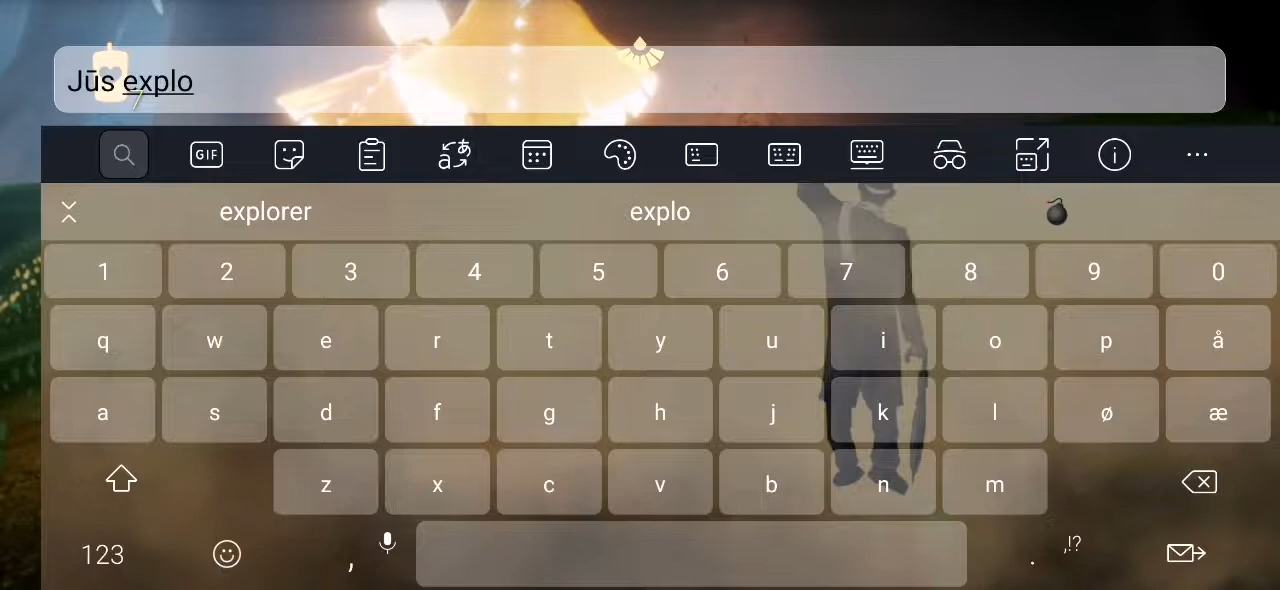 Jūs explo
GIF
explorer explo
1 2 3 4 5 6 7 8 9 0
q w e r t y u i o p å
a s d f g h j k l ø æ
z x c v b n m
123 , . ,!?